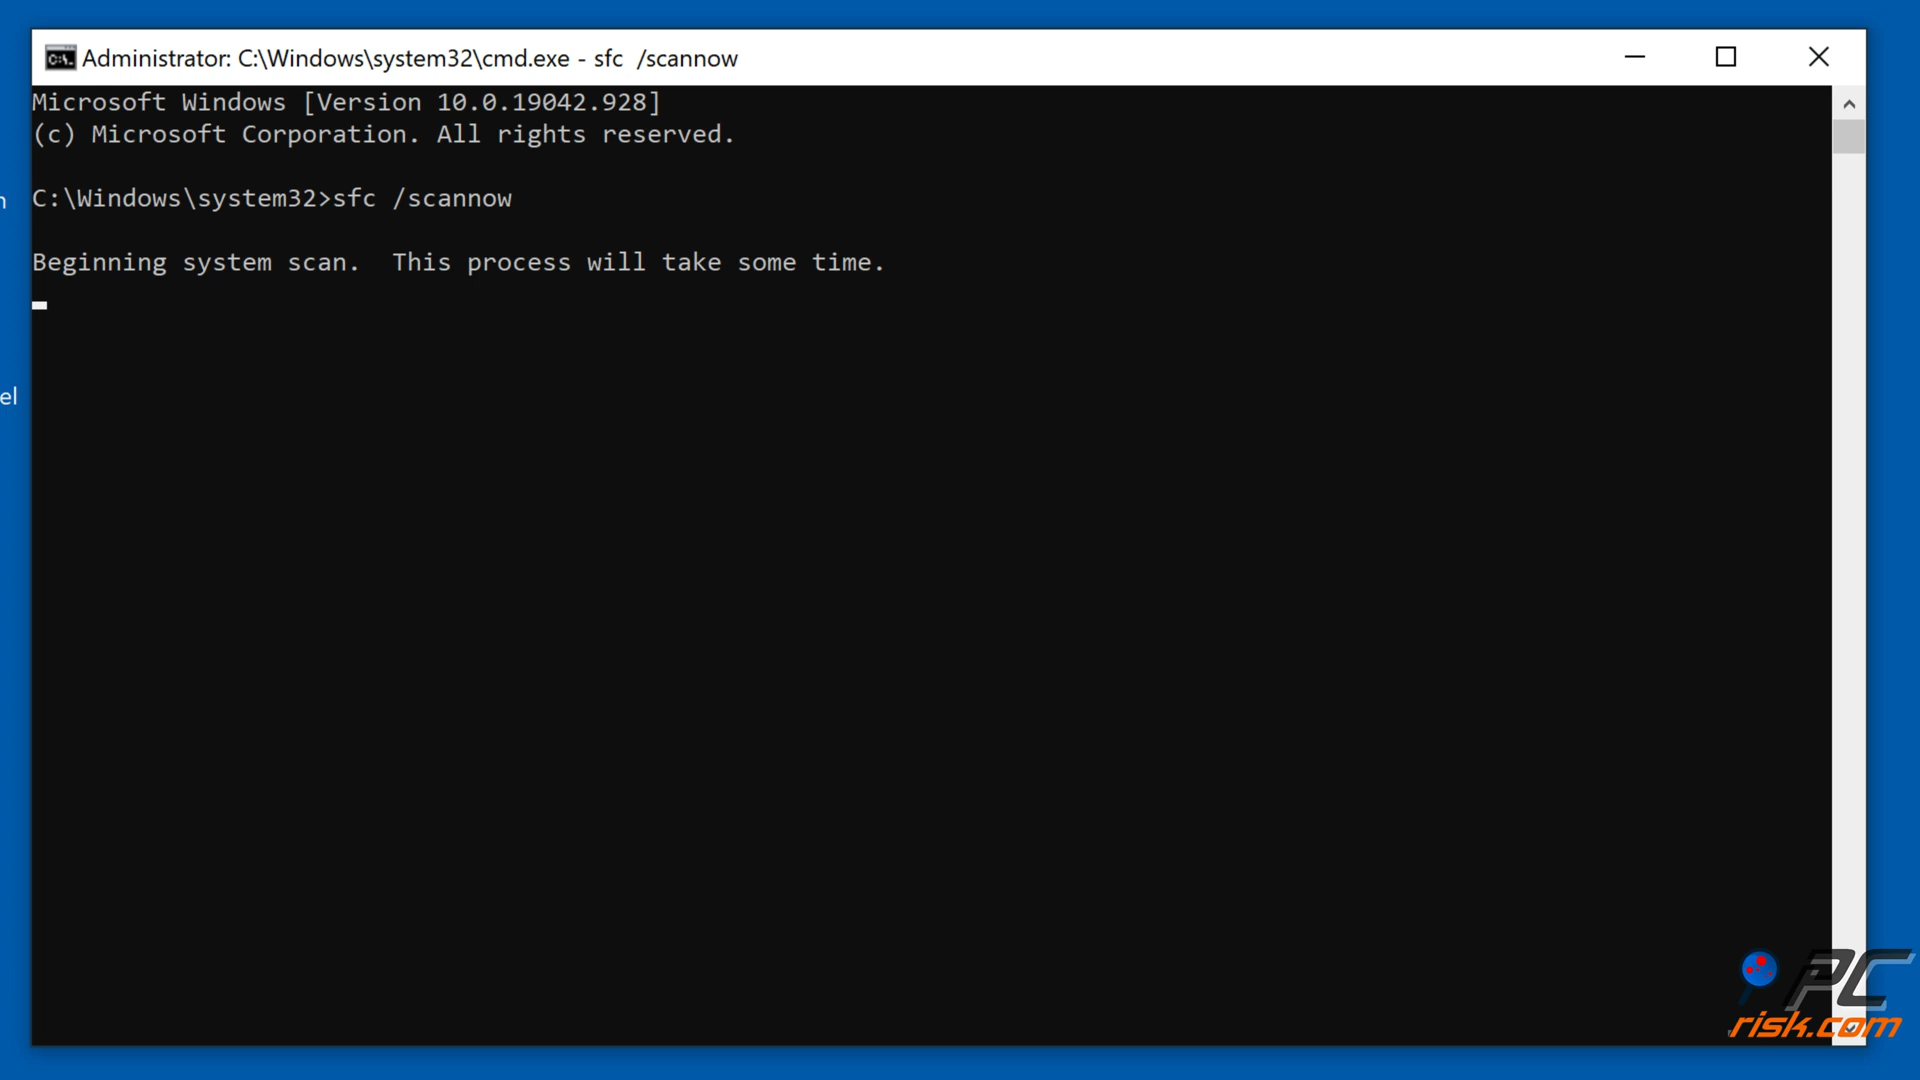 Administrator: C:\Windows\system32\cmd.exe - sfc  /scannow
Microsoft Windows [Version 10.0.19042.928]
(c) Microsoft Corporation. All rights reserved.
C:\Windows\system32>sfc /scannow
Beginning system scan.  This process will take some time.
el
PC
risk.com